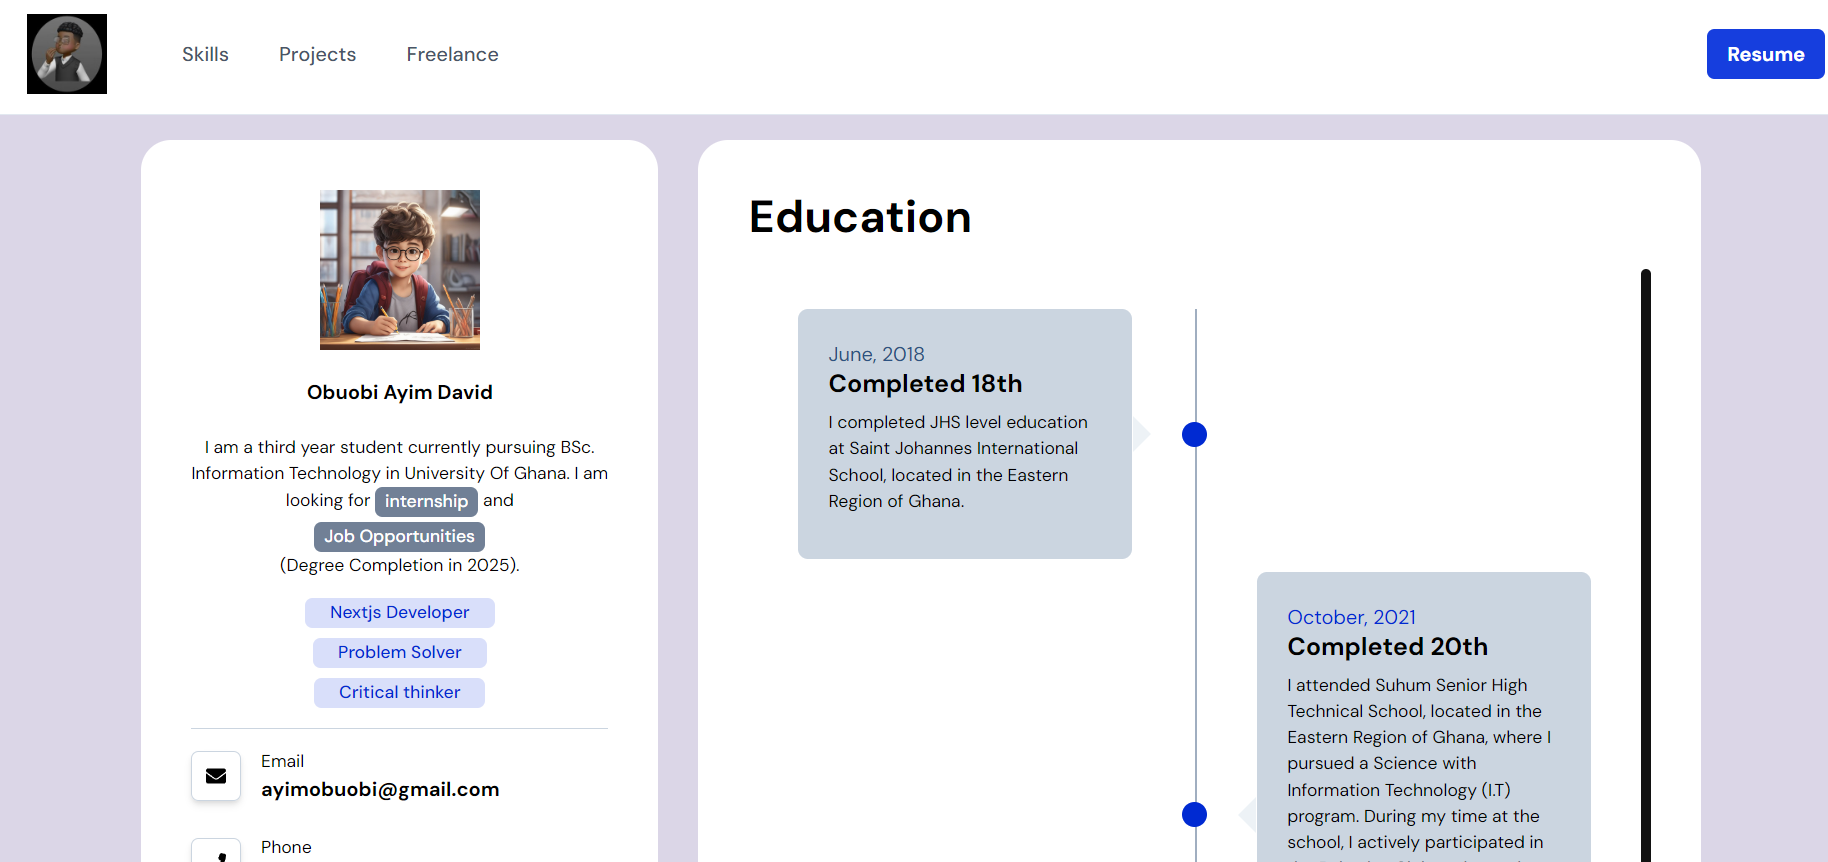 Skills Projects Freelance
Resume
Obuobi Ayim David
I am a third year student currently pursuing BSc.
Information Technology in University Of Ghana. I am
looking for internship and
Job Opportunities
(Degree Completion in 2025).
Nextjs Developer
Problem Solver
Critical thinker
Email
ayimobuobi@gmail.com
Phone
Education
June, 2018
Completed 18th
I completed JHS level education
at Saint Johannes International
School, located in the Eastern
Region of Ghana.
October, 2021
Completed 20th
I attended Suhum Senior High
Technical School, located in the
Eastern Region of Ghana, where I
pursued a Science with
Information Technology (I.T)
program. During my time at the
school, I actively participated in